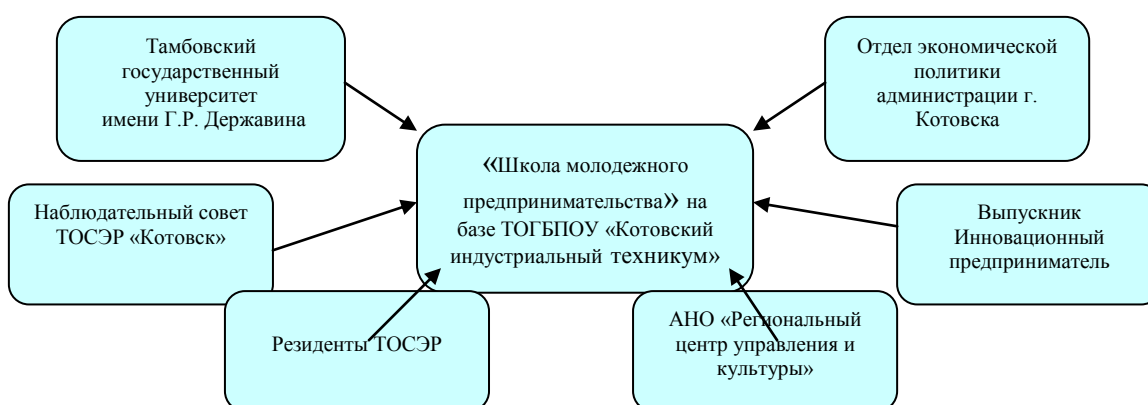 Тамбовский
государственный
университет
имени Г.Р. Державина
Отдел экономической
политики
администрации г.
Котовска
«Школа молодежного
предпринимательства» на
базе ТОГБПОУ «Котовский
индустриальный техникум»
Наблюдательный совет
ТОСЭР «Котовск»
Выпускник
Инновационный
предприниматель
Резиденты ТОСЭР
АНО «Региональный
центр управления и
культуры»